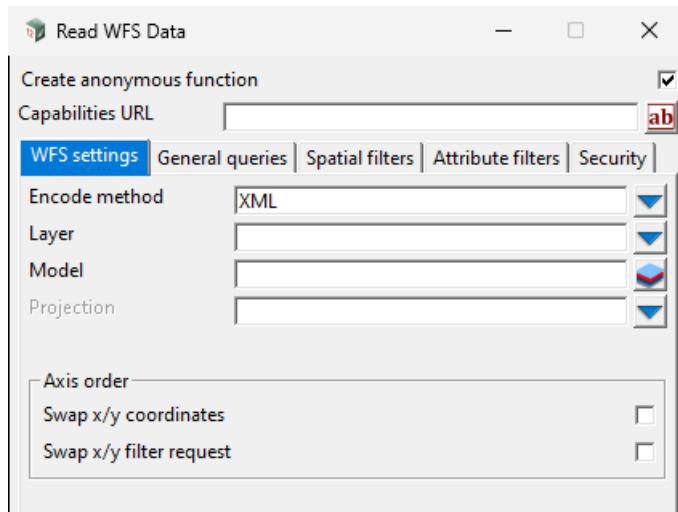 Read WFS Data
Create anonymous function
Capabilities URL
ab
WFS settings General queries Spatial filters Attribute filters Security
Encode method XML
Layer
Model
Projection
Axis order
Swap x/y coordinates
Swap x/y filter request